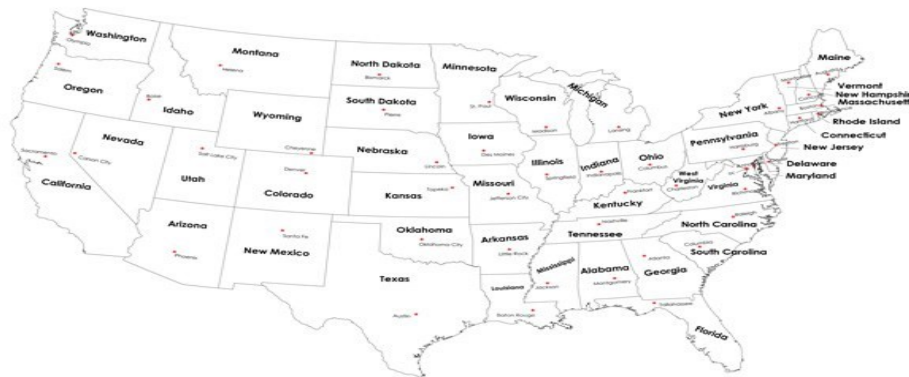 Washington
Olympia
Montana
Helena
North Dakota
Bismarck
Minnesota
St. Paul
Maine
Augusta
Vermont
New Hampshire
Massachusett
Rhode Island
Connecticut
New Jersey
Delaware
Maryland
Salem
Oregon
Boise
Idaho
Wyoming
Cheyenne
South Dakota
Pierre
Wisconsin
Madison
Michigan
Lansing
New York
Albany
Pennsylvania
Harrisburg
Nevada
Carson City
Sacramento
California
Salt Lake City
Utah
Denver
Colorado
Nebraska
Lincoln
Iowa
Des Moines
Illinois
Springfield
Indiana
Indianapolis
Ohio
Columbus
West
Virginia
Charleston
Virginia
Richmond
Kansas
Topeka
Missouri
Jefferson City
Kentucky
Frankfort
Arizona
Phoenix
Santa Fe
New Mexico
Oklahoma
Oklahoma City
Arkansas
Little Rock
Nashville
Tennessee
North Carolina
Raleigh
Columbia
South Carolina
Texas
Austin
Louisiana
Baton Rouge
Mississippi
Jackson
Alabama
Montgomery
Atlanta
Georgia
Tallahassee
Florida